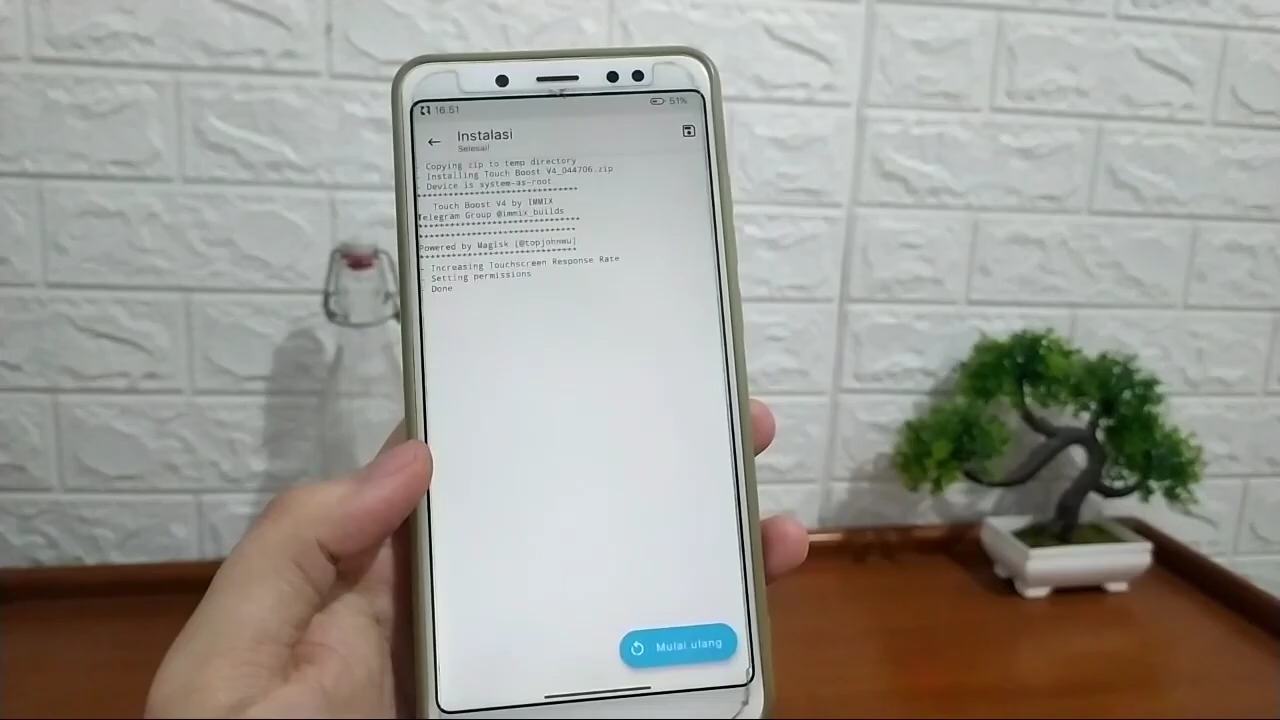 16.51
51%
Instalasi
Selesai!
- Copying zip to temp directory
- Installing Touch Boost V4_044706.zip
- Device is system-as-root
******************************
Touch Boost V4 by IMMIX
Telegram Group @immix_builds
******************************
******************************
Powered by Magisk [@topjohnwu]
******************************
- Increasing Touchscreen Response Rate
- Setting permissions
- Done
Mulai ulang